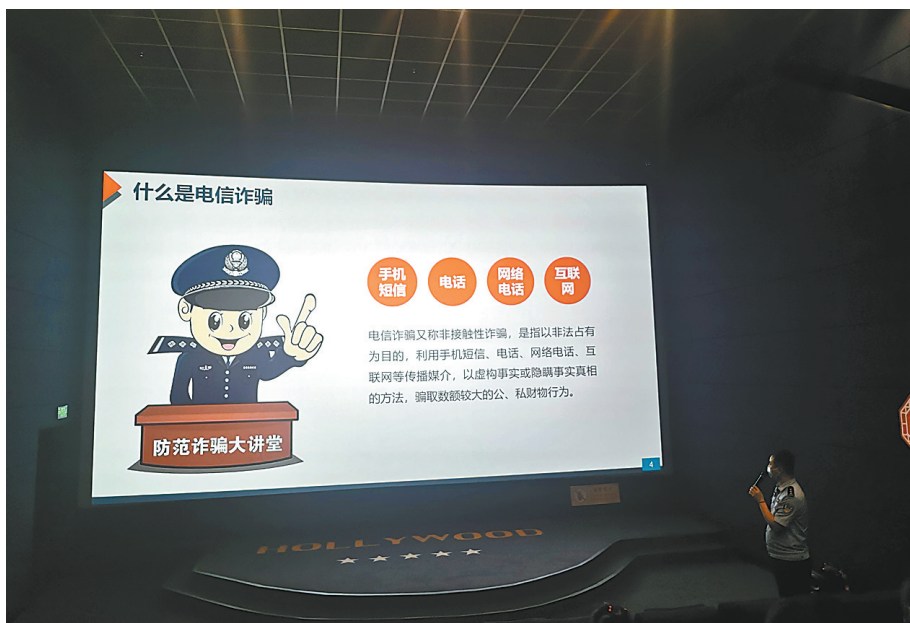 什么是电信诈骗
手机
短信
电话
网络
电话
互联
网
电信诈骗又称非接触性诈骗，是指以非法占有
为目的，利用手机短信、电话、网络电话、互
联网等传播媒介，以虚构事实或隐瞒事实真相
的方法，骗取数额较大的公、私财物行为。
防范诈骗大讲堂
4
HOLLYWOOD